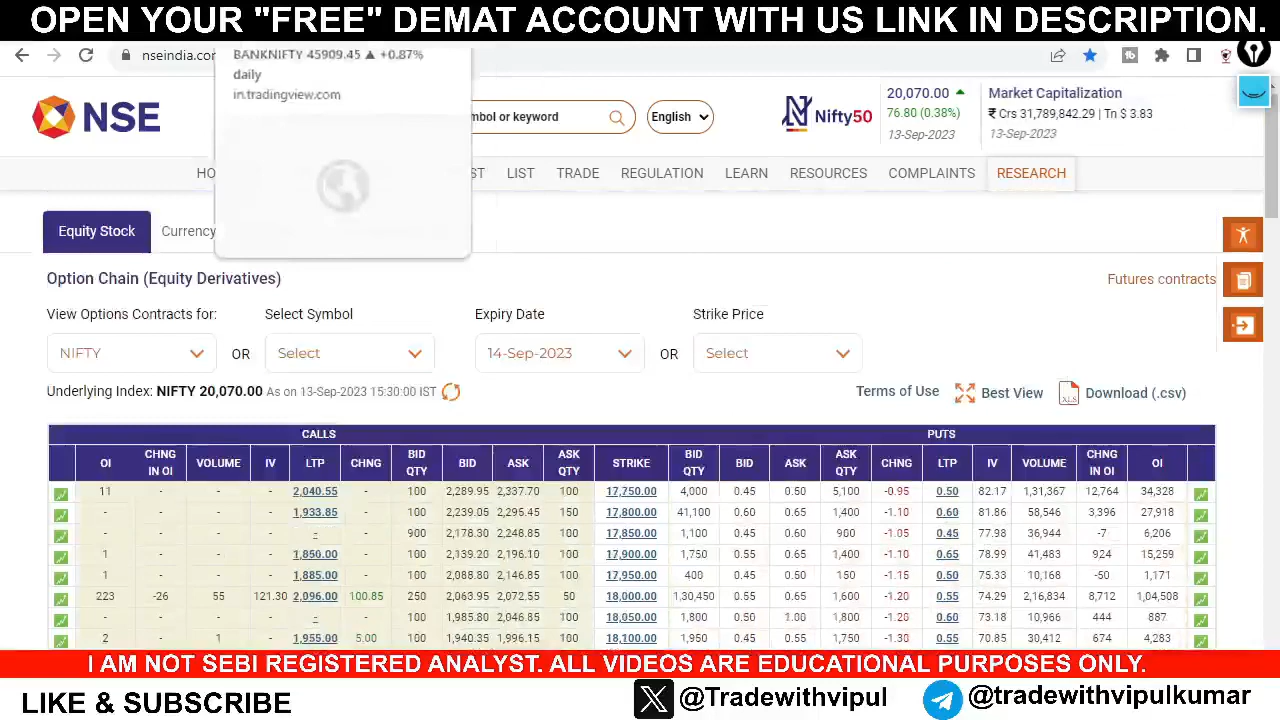 OPEN YOUR "FREE" DEMAT ACCOUNT WITH US LINK IN DESCRIPTION.
nseindia.com
BANKNIFTY 45909.45 ▲ +0.87%
daily
in.tradingview.com
NSE
mbol or keyword
English
Nifty50
20,070.00
76.80 (0.38%)
13-Sep-2023
Market Capitalization
₹ Crs 31,789,842.29 | Tn $ 3.83
13-Sep-2023
HO ST LIST TRADE REGULATION LEARN RESOURCES COMPLAINTS RESEARCH
Equity Stock Currency
Option Chain (Equity Derivatives) Futures contracts
View Options Contracts for: Select Symbol Expiry Date Strike Price
NIFTY OR Select 14-Sep-2023 OR Select
Underlying Index: NIFTY 20,070.00 As on 13-Sep-2023 15:30:00 IST Terms of Use Best View XLS Download (.csv)
CALLS PUTS
OI CHNG IN OI VOLUME IV LTP CHNG BID QTY BID ASK ASK QTY STRIKE BID QTY BID ASK ASK QTY CHNG LTP IV VOLUME CHNG IN OI OI
11 - - - 2,040.55 - 100 2,289.95 2,337.70 100 17,750.00 4,000 0.45 0.50 5,100 -0.95 0.50 82.17 1,31,367 12,764 34,328
- - - - 1,933.85 - 100 2,239.05 2,295.45 150 17,800.00 41,100 0.60 0.65 1,400 -1.10 0.60 81.86 58,546 3,396 27,918
- - - - - - 900 2,178.30 2,248.85 100 17,850.00 1,100 0.45 0.60 900 -1.05 0.45 77.98 36,944 -7 6,206
1 - - - 1,850.00 - 100 2,139.20 2,196.10 100 17,900.00 1,750 0.55 0.65 1,400 -1.10 0.65 78.99 41,483 924 15,259
1 - - - 1,885.00 - 100 2,088.80 2,146.85 100 17,950.00 400 0.45 0.50 150 -1.15 0.50 75.33 10,168 -50 1,171
223 -26 55 121.30 2,096.00 100.85 250 2,063.95 2,072.55 50 18,000.00 1,30,450 0.55 0.60 1,600 -1.20 0.55 74.29 2,16,834 8,712 1,04,508
- - - - - - 100 1,985.80 2,046.85 100 18,050.00 1,800 0.50 1.00 1,800 -1.20 0.60 73.18 10,966 444 887
2 - 1 - 1,955.00 5.00 100 1,940.35 1,996.15 100 18,100.00 1,950 0.45 0.55 1,750 -1.30 0.55 70.85 30,412 674 4,283
I AM NOT SEBI REGISTERED ANALYST. ALL VIDEOS ARE EDUCATIONAL PURPOSES ONLY.
LIKE & SUBSCRIBE @Tradewithvipul @tradewithvipulkumar